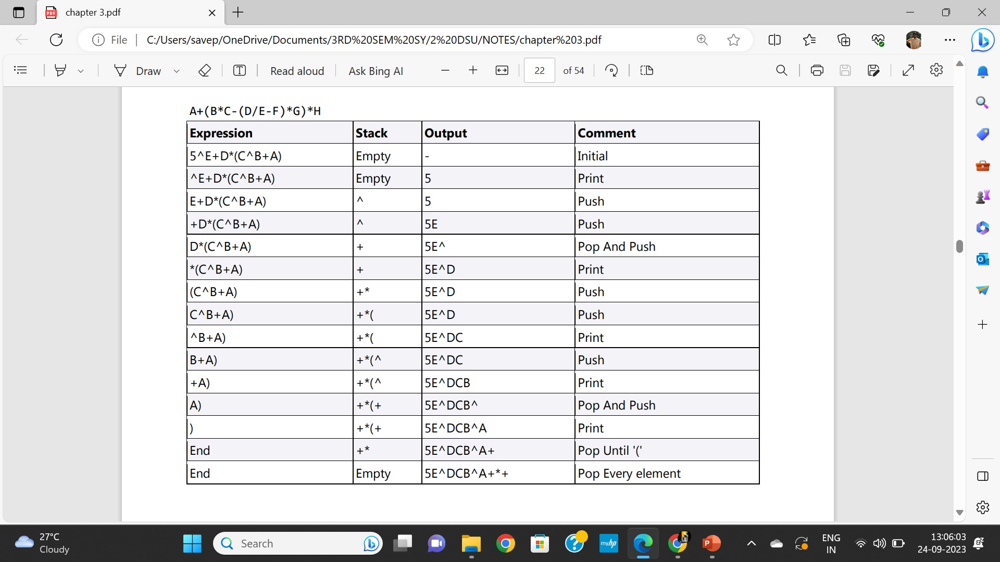 chapter 3.pdf
File C:/Users/savep/OneDrive/Documents/3RD%20SEM%20SY/2%20DSU/NOTES/chapter%203.pdf
Draw Read aloud Ask Bing AI 22 of 54
A+(B*C-(D/E-F)*G)*H
Expression Stack Output Comment
5^E+D*(C^B+A) Empty - Initial
^E+D*(C^B+A) Empty 5 Print
E+D*(C^B+A) ^ 5 Push
+D*(C^B+A) ^ 5E Push
D*(C^B+A) + 5E^ Pop And Push
*(C^B+A) + 5E^D Print
(C^B+A) +* 5E^D Push
C^B+A) +*( 5E^D Push
^B+A) +*( 5E^DC Print
B+A) +*(^ 5E^DC Push
+A) +*(^ 5E^DCB Print
A) +*(+ 5E^DCB^ Pop And Push
) +*(+ 5E^DCB^A Print
End +* 5E^DCB^A+ Pop Until '('
End Empty 5E^DCB^A+*+ Pop Every element
27°C
Cloudy
Search
myhp
ENG
IN
13:06:03
24-09-2023